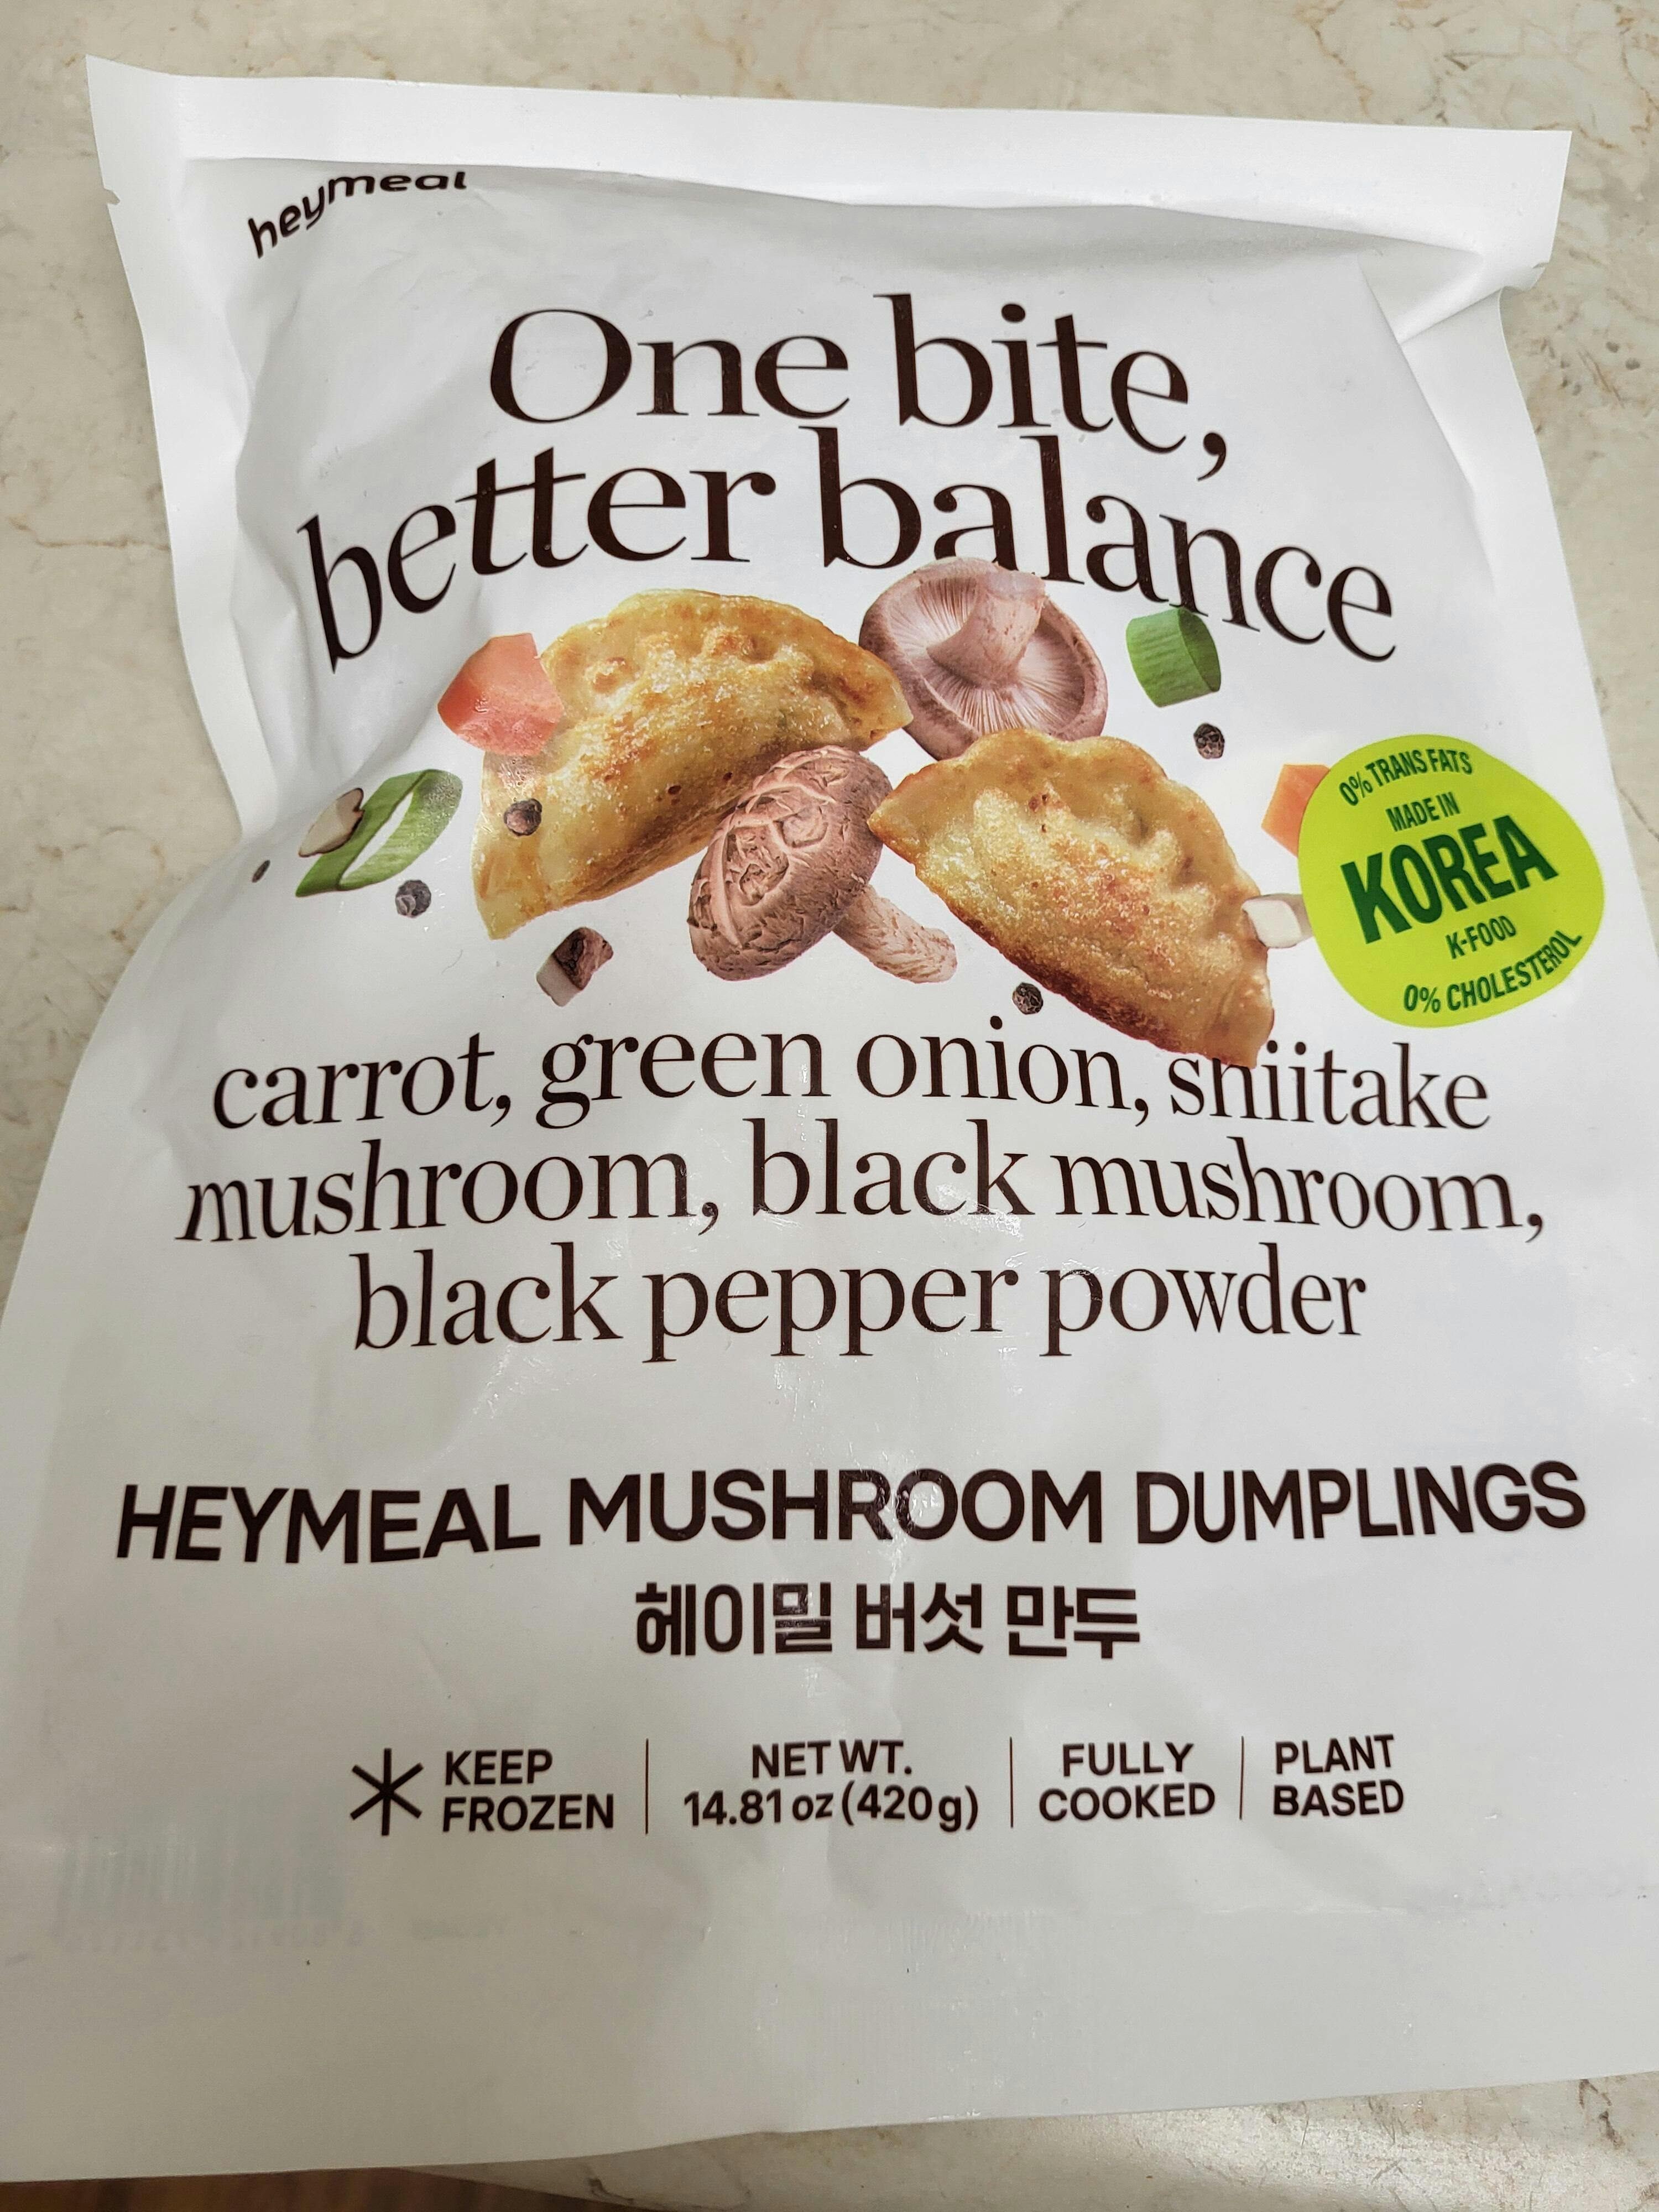 heymeal
One bite,
better balance
0% TRANS FATS
MADE IN
KOREA
K-FOOD
0% CHOLESTEROL
carrot, green onion, shiitake
mushroom, black mushroom,
black pepper powder
HEYMEAL MUSHROOM DUMPLINGS
헤이밀 버섯 만두
KEEP
FROZEN
NET WT.
14.81 oz (420g)
FULLY
COOKED
PLANT
BASED